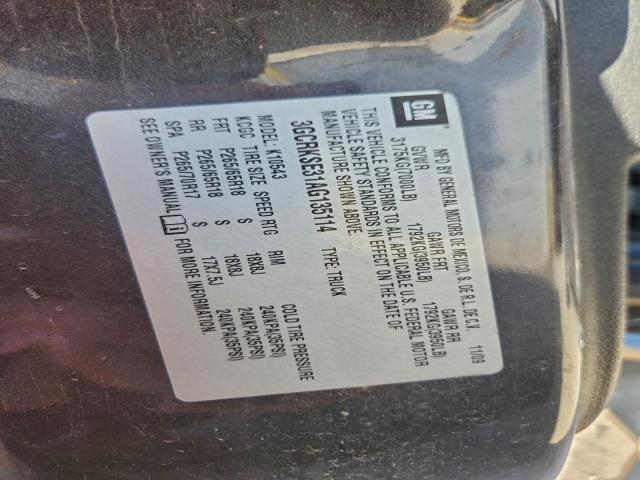 GM
MFD BY GENERAL MOTORS DE MEXICO, S. DE R.L. DE C.V. 11/09
GVWR GAWR FRT GAWR RR
3175KG(7000LB) 1792KG(3950LB) 1792KG(3950LB)
THIS VEHICLE CONFORMS TO ALL APPLICABLE U.S. FEDERAL MOTOR
VEHICLE SAFETY STANDARDS IN EFFECT ON THE DATE OF
MANUFACTURE SHOWN ABOVE.
3GCRKSE31AG135114 TYPE: TRUCK
MODEL: K10543
KCGC TIRE SIZE SPEED RTG RIM COLD TIRE PRESSURE
FRT P265/65R18 S 18X8J 240KPA(35PSI)
RR P265/65R18 S 18X8J 240KPA(35PSI)
SPA P265/70R17 S 17X7.5J 240KPA(35PSI)
SEE OWNER'S MANUAL FOR MORE INFORMATION.